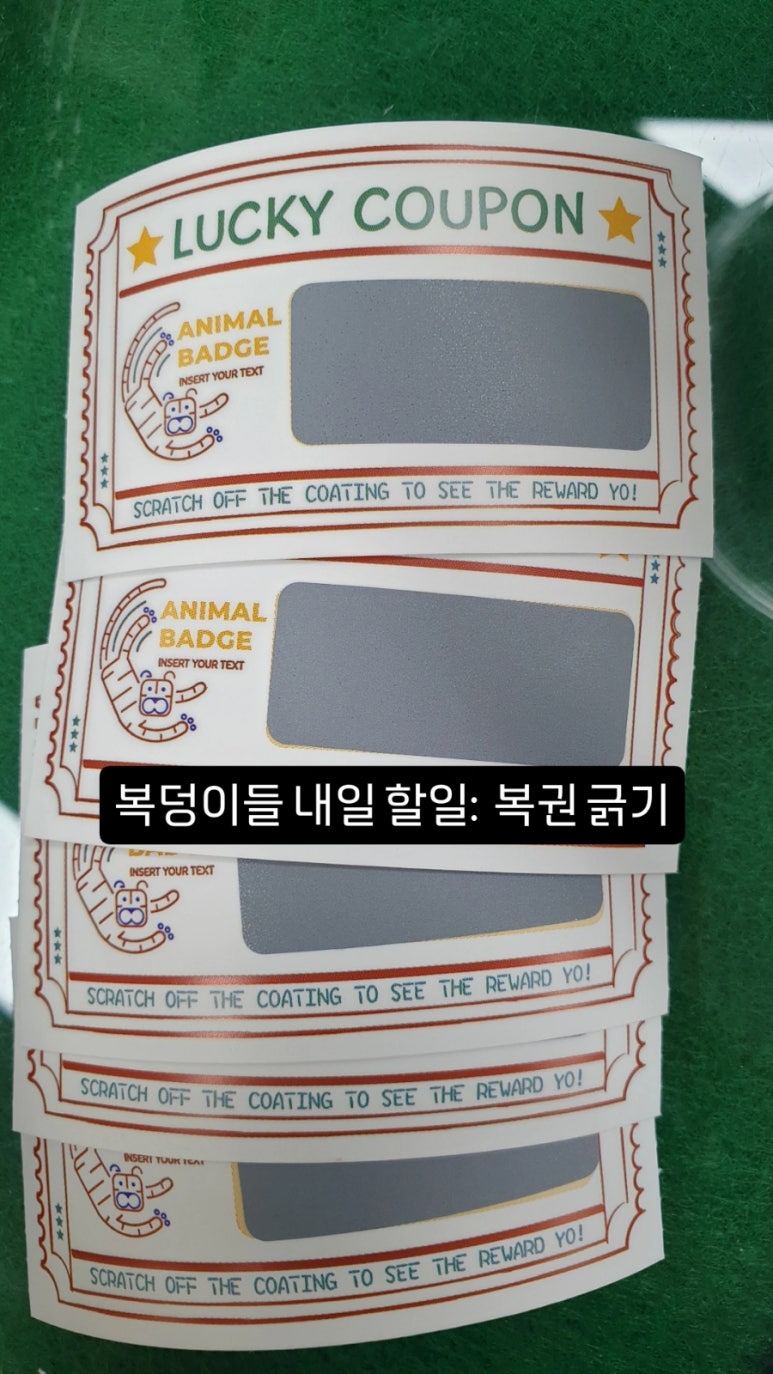 LUCKY COUPON
ANIMAL
BADGE
INSERT YOUR TEXT
SCRATCH OFF THE COATING TO SEE THE REWARD YO!
ANIMAL
BADGE
INSERT YOUR TEXT
복덩이들 내일 할일: 복권 긁기
INSERT YOUR TEXT
SCRATCH OFF THE COATING TO SEE THE REWARD YO!
SCRATCH OFF THE COATING TO SEE THE REWARD YO!
INSERT YOUR TEXT
SCRATCH OFF THE COATING TO SEE THE REWARD YO!